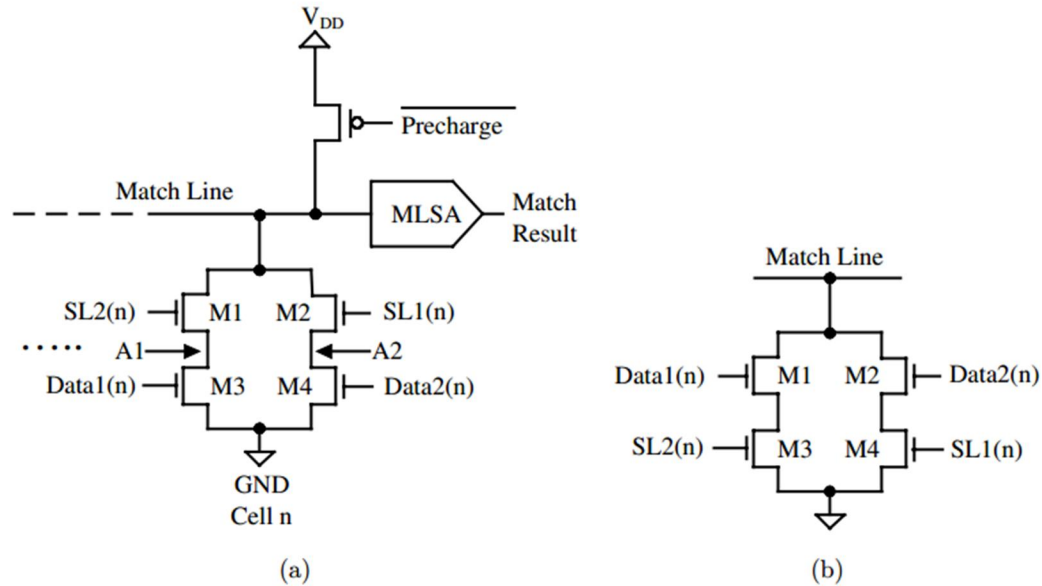 V_DD
Precharge
Match Line
MLSA
Match
Result
SL2(n)
M1
M2
SL1(n)
.....
A1
A2
Data1(n)
M3
M4
Data2(n)
GND
Cell n
(a)
Match Line
Data1(n)
M1
M2
Data2(n)
SL2(n)
M3
M4
SL1(n)
(b)